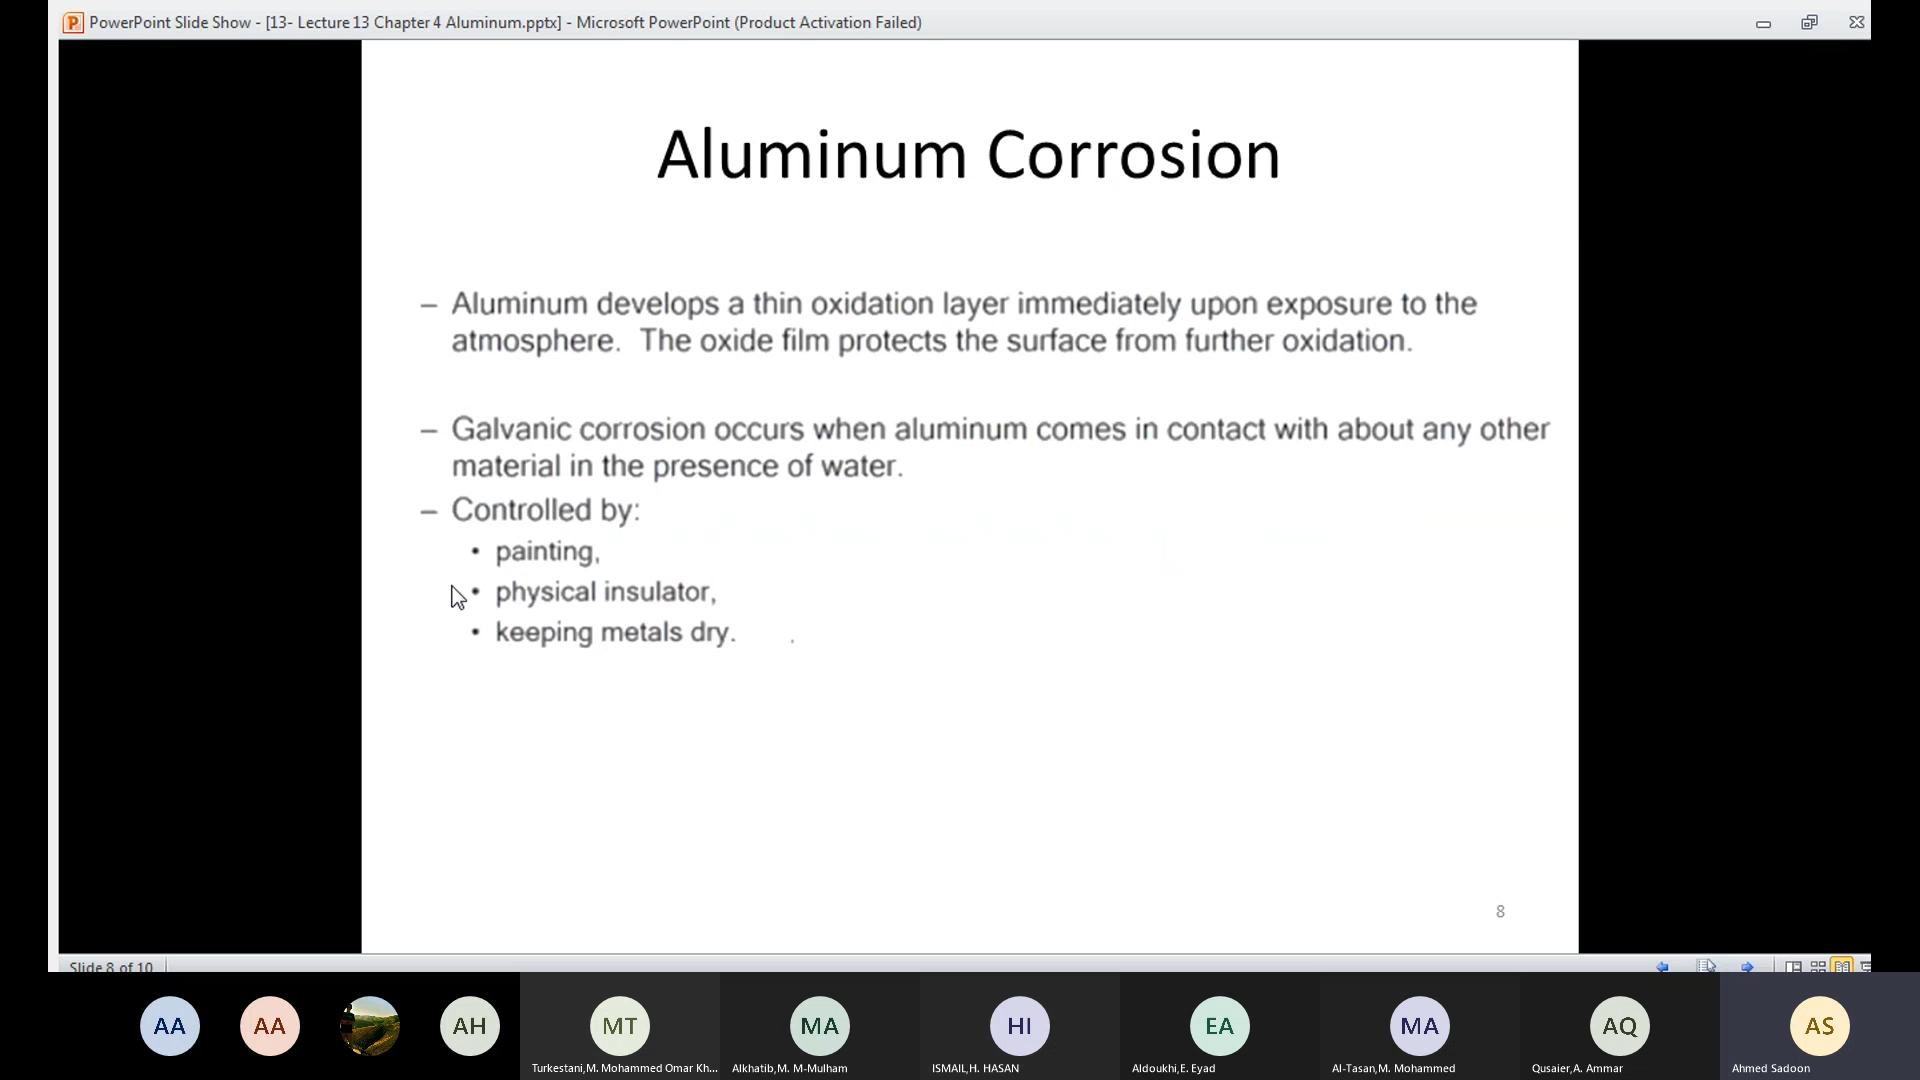 PowerPoint Slide Show - [13- Lecture 13 Chapter 4 Aluminum.pptx] - Microsoft PowerPoint (Product Activation Failed)
Aluminum Corrosion
– Aluminum develops a thin oxidation layer immediately upon exposure to the
atmosphere. The oxide film protects the surface from further oxidation.
– Galvanic corrosion occurs when aluminum comes in contact with about any other
material in the presence of water.
– Controlled by:
• painting,
• physical insulator,
• keeping metals dry.
8
Slide 8 of 10
AA AA AH MT MA HI EA MA AQ AS
Turkestani,M. Mohammed Omar Kh... Alkhatib,M. M-Mulham ISMAIL,H. HASAN Aldoukhi,E. Eyad Al-Tasan,M. Mohammed Qusaier,A. Ammar Ahmed Sadoon